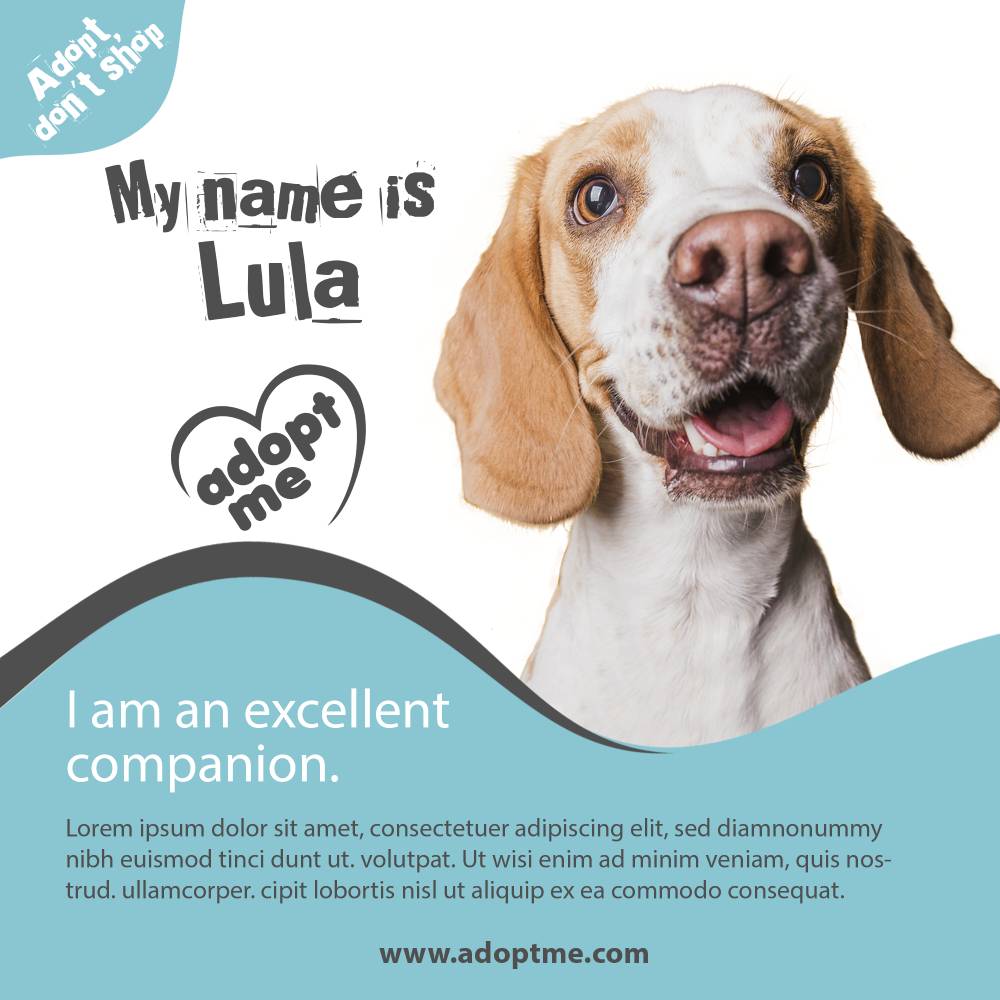 Adopt,
don't shop
My name is
Lula
adopt
me
I am an excellent
companion.
Lorem ipsum dolor sit amet, consectetuer adipiscing elit, sed diamnonummy
nibh euismod tinci dunt ut. volutpat. Ut wisi enim ad minim veniam, quis nos-
trud. ullamcorper. cipit lobortis nisl ut aliquip ex ea commodo consequat.
www.adoptme.com